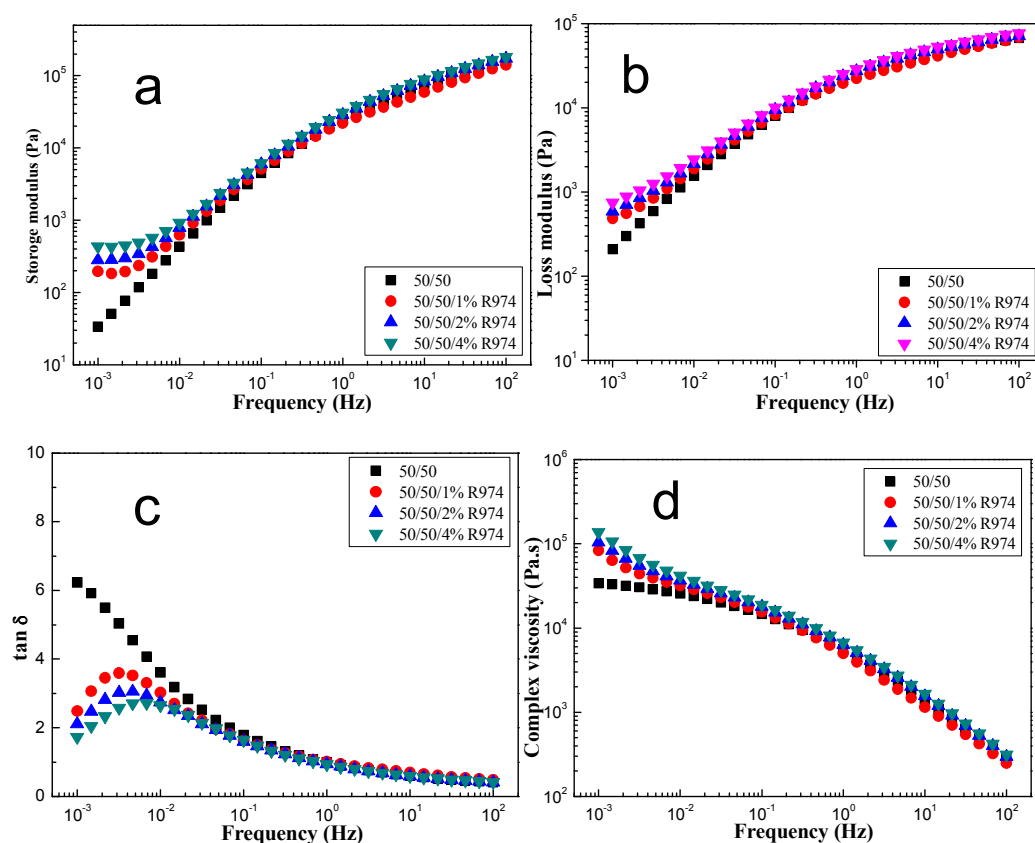 a
Storoge modulus (Pa)
10^5
10^4
10^3
10^2
10^1
50/50
50/50/1% R974
50/50/2% R974
50/50/4% R974
10^-3 10^-2 10^-1 10^0 10^1 10^2
Frequency (Hz)
b
Loss modulus (Pa)
10^5
10^4
10^3
10^2
10^1
50/50
50/50/1% R974
50/50/2% R974
50/50/4% R974
10^-3 10^-2 10^-1 10^0 10^1 10^2
Frequency (Hz)
c
tan δ
10
8
6
4
2
0
50/50
50/50/1% R974
50/50/2% R974
50/50/4% R974
10^-3 10^-2 10^-1 10^0 10^1 10^2
Frequency (Hz)
d
Complex viscosity (Pa.s)
10^6
10^5
10^4
10^3
10^2
50/50
50/50/1% R974
50/50/2% R974
50/50/4% R974
10^-3 10^-2 10^-1 10^0 10^1 10^2
Frequency (Hz)